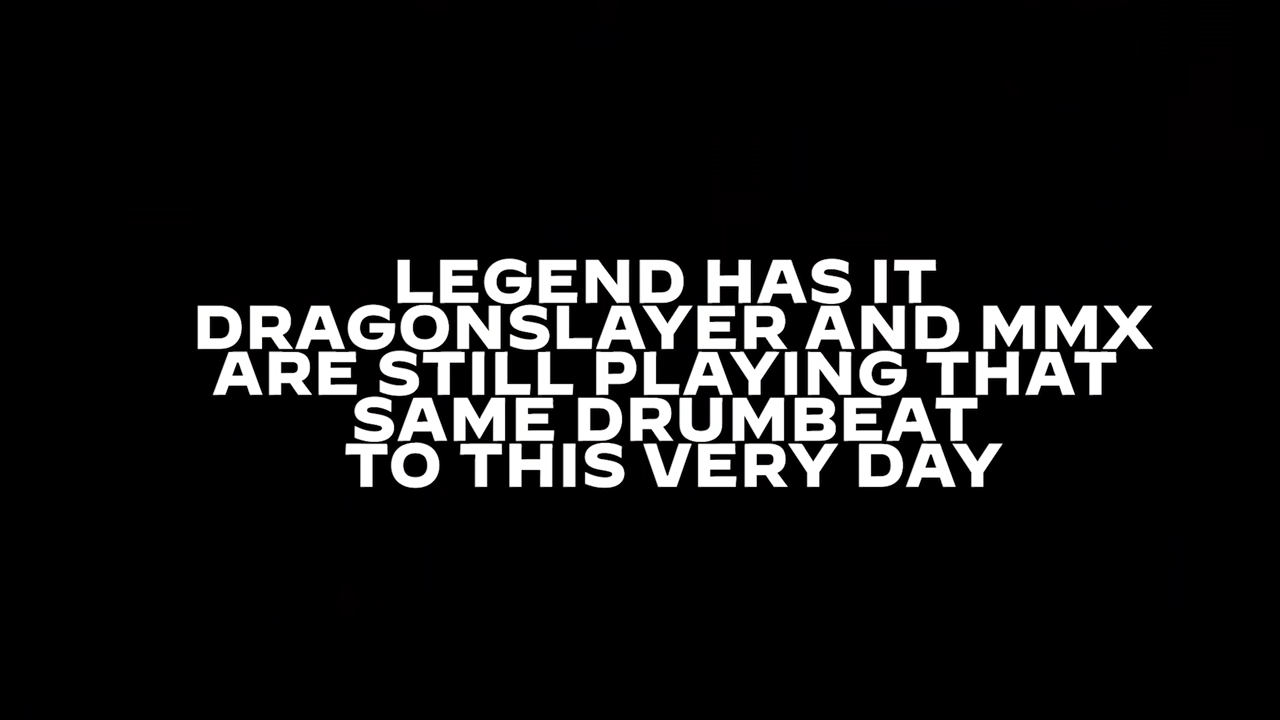 LEGEND HAS IT
DRAGONSLAYER AND MMX
ARE STILL PLAYING THAT
SAME DRUMBEAT
TO THIS VERY DAY